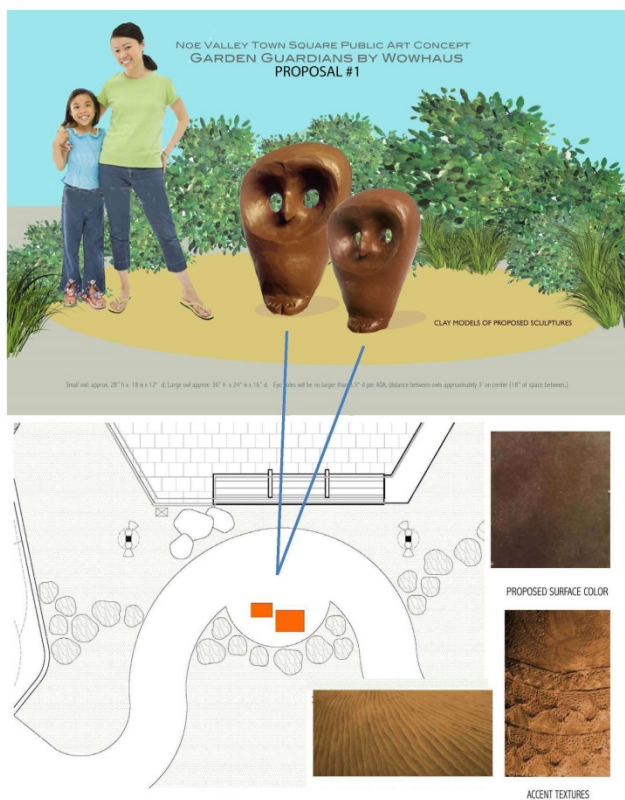 NOE VALLEY TOWN SQUARE PUBLIC ART CONCEPT
GARDEN GUARDIANS BY WOWHAUS
PROPOSAL #1
CLAY MODELS OF PROPOSED SCULPTURES
Small owl: approx. 28" h x 18 w x 12" d; Large owl approx: 36" h x 24" w x 16" d. Eye holes will be no larger than 3.5" d per ADA, distance between owls approximately 3' on center (18" of space between.)
PROPOSED SURFACE COLOR
ACCENT TEXTURES